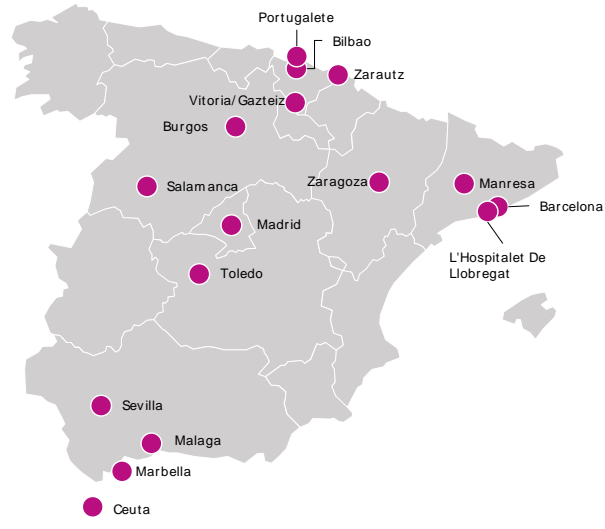 Portugalete
Bilbao
Zarautz
Vitoria/Gazteiz
Burgos
Salamanca
Zaragoza
Manresa
Barcelona
Madrid
L'Hospitalet De
Llobregat
Toledo
Sevilla
Malaga
Marbella
Ceuta